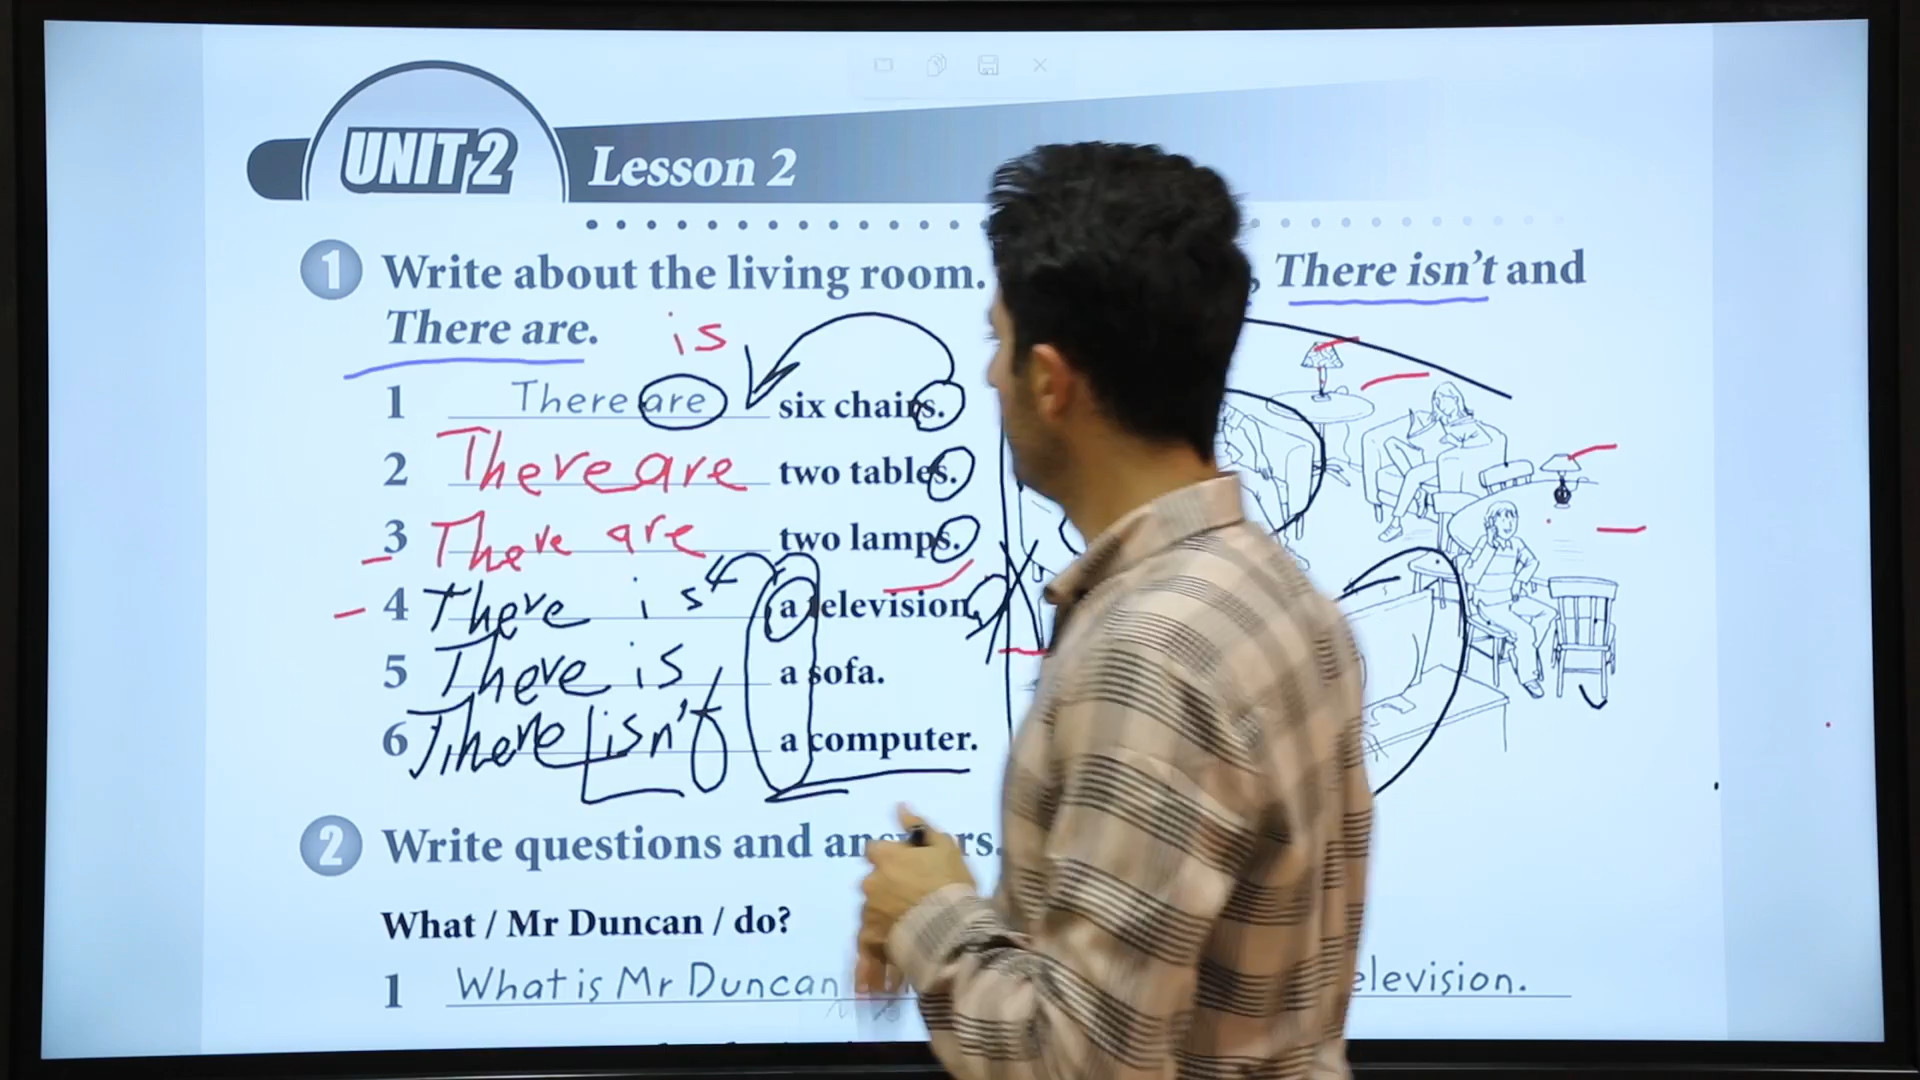 UNIT 2 Lesson 2
1 Write about the living room. , There isn't and
There are. is
1 There are six chairs.
2 There are two tables.
3 There are two lamps.
4 There is a television.
5 There is a sofa.
6 There isn't a computer.
2 Write questions and answers.
What / Mr Duncan / do?
1 What is Mr Duncan elevision.